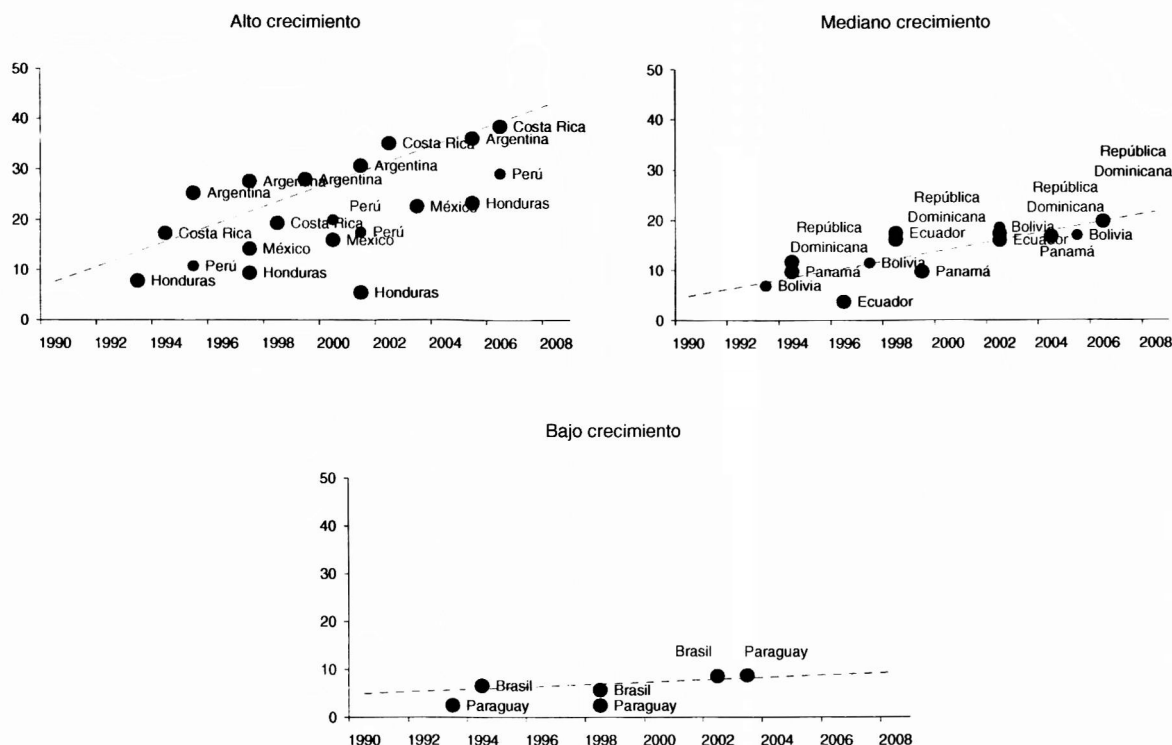 Alto crecimiento
50
40
30
20
10
0
1990 1992 1994 1996 1998 2000 2002 2004 2006 2008
Costa Rica
Costa Rica Argentina
Argentina
Argentina Argentina
Perú
Argentina
Perú México Honduras
Costa Rica Costa Rica Perú
México México
Perú
Honduras Honduras
Honduras
Mediano crecimiento
50
40
30
20
10
0
1990 1992 1994 1996 1998 2000 2002 2004 2006 2008
República
Dominicana
República República
Dominicana Dominicana
República Ecuador Bolivia
Dominicana Ecuador Bolivia
Panamá
Panamá Bolivia Panamá
Bolivia
Ecuador
Bajo crecimiento
50
40
30
20
10
0
1990 1992 1994 1996 1998 2000 2002 2004 2006 2008
Brasil Paraguay
Brasil Brasil
Paraguay Paraguay